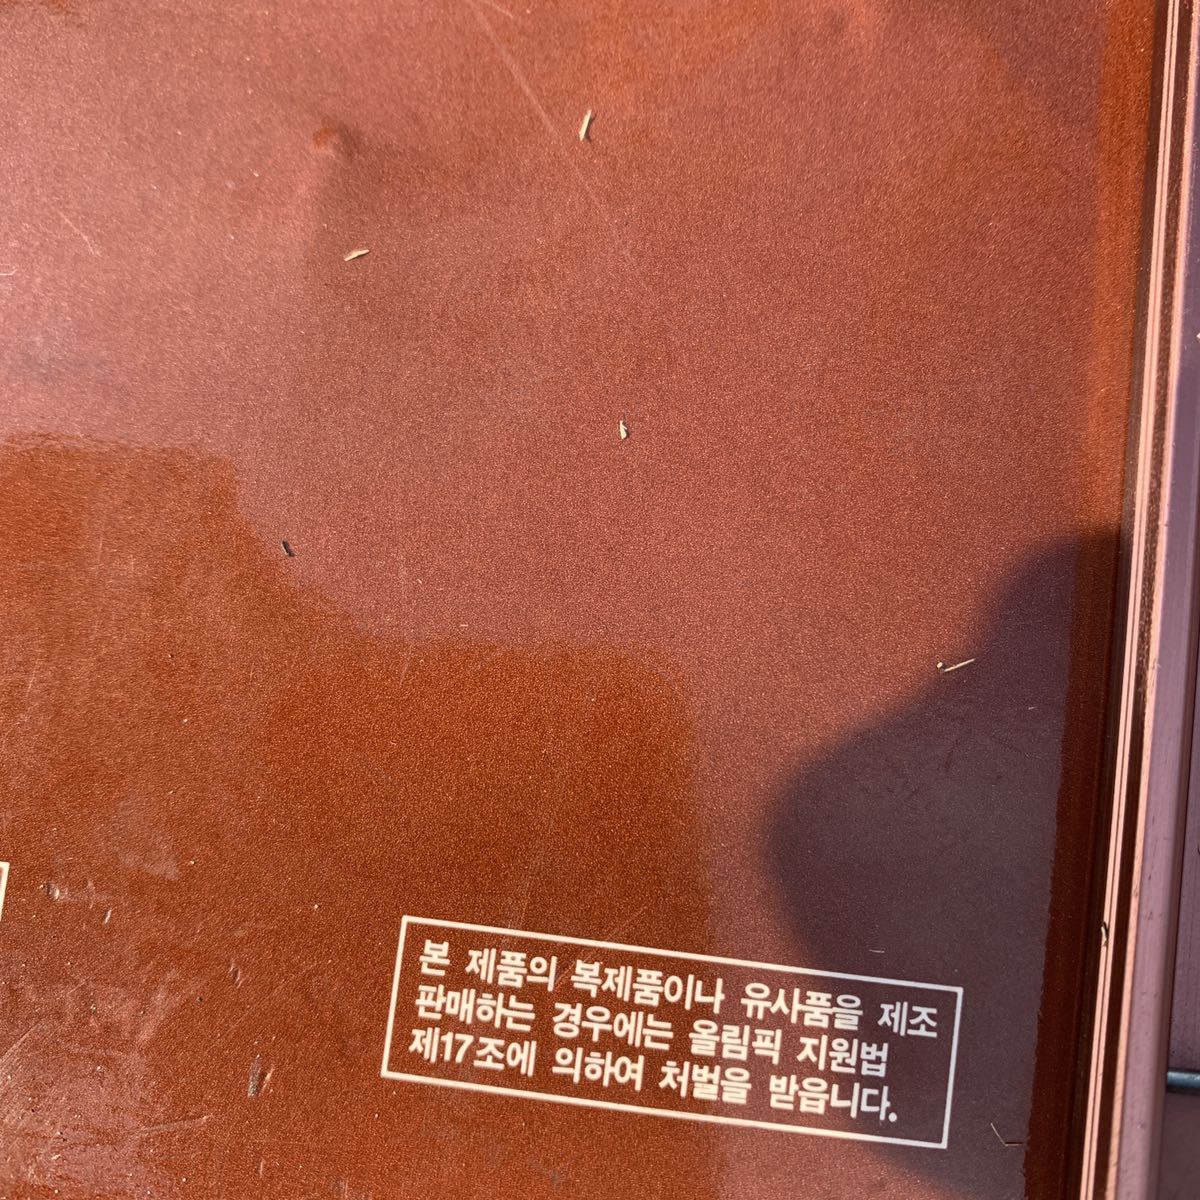 본 제품의 복제품이나 유사품을 제조
판매하는 경우에는 올림픽 지원법
제17조에 의하여 처벌을 받읍니다.